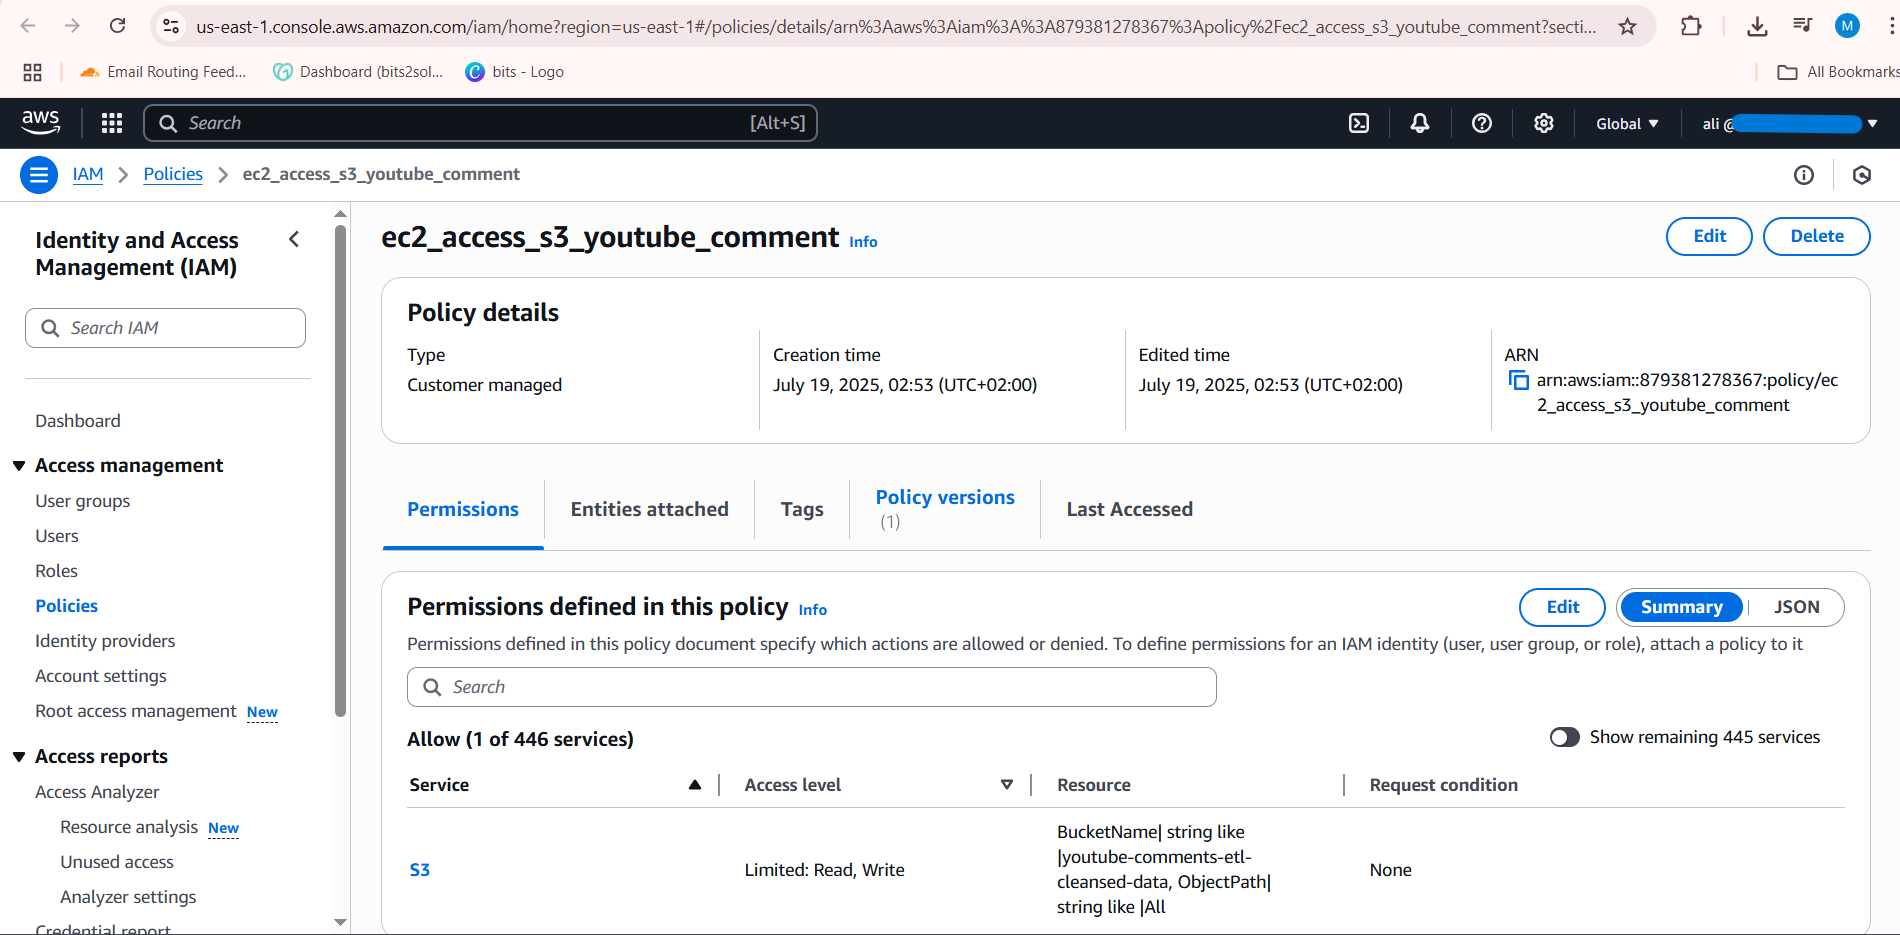 us-east-1.console.aws.amazon.com/iam/home?region=us-east-1#/policies/details/arn%3Aaws%3Aiam%3A%3A879381278367%3Apolicy%2Fec2_access_s3_youtube_comment?secti...
M
Email Routing Feed...
Dashboard (bits2sol...
C
bits - Logo
All Bookmarks
aws
Search
[Alt+S]
Global
ali @
IAM
Policies
ec2_access_s3_youtube_comment
Identity and Access
Management (IAM)
Search IAM
Dashboard
Access management
User groups
Users
Roles
Policies
Identity providers
Account settings
Root access management New
Access reports
Access Analyzer
Resource analysis New
Unused access
Analyzer settings
Credential report
ec2_access_s3_youtube_comment Info
Edit
Delete
Policy details
Type
Customer managed
Creation time
July 19, 2025, 02:53 (UTC+02:00)
Edited time
July 19, 2025, 02:53 (UTC+02:00)
ARN
arn:aws:iam::879381278367:policy/ec
2_access_s3_youtube_comment
Permissions
Entities attached
Tags
Policy versions
(1)
Last Accessed
Permissions defined in this policy Info
Edit
Summary
JSON
Permissions defined in this policy document specify which actions are allowed or denied. To define permissions for an IAM identity (user, user group, or role), attach a policy to it
Search
Allow (1 of 446 services)
Show remaining 445 services
Service
Access level
Resource
Request condition
S3
Limited: Read, Write
BucketName| string like
|youtube-comments-etl-
cleansed-data, ObjectPath|
string like |All
None